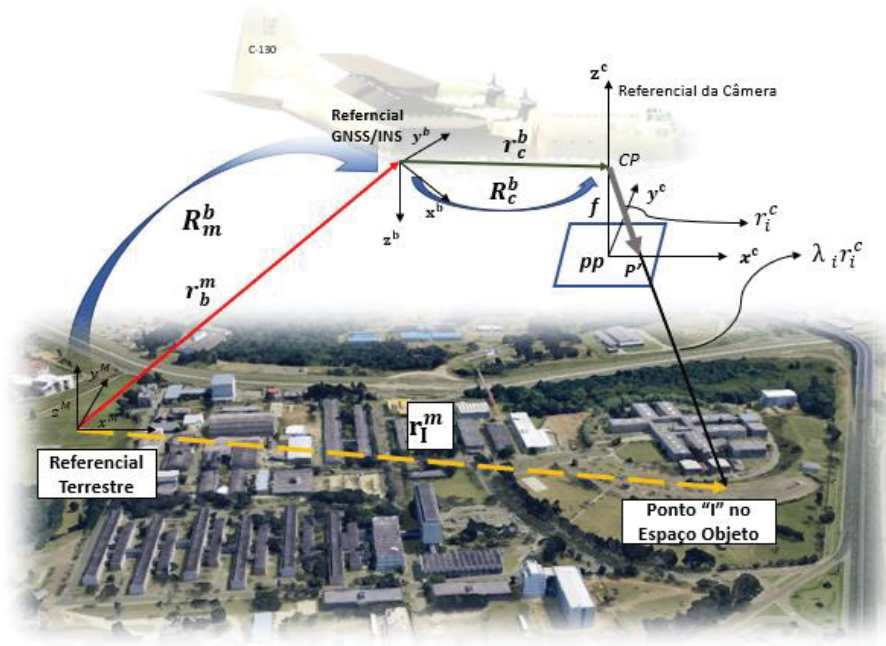 C-130
z^c
Referencial da Câmera
Referncial
GNSS/INS
y^b
r_c^b
CP
R_c^b
y^c
x^b
z^b
f
r_i^c
R_m^b
r_b^m
pp
P'
x^c
λ_i r_i^c
y^M
z^M
x^M
r_I^m
Referencial
Terrestre
Ponto “I” no
Espaço Objeto